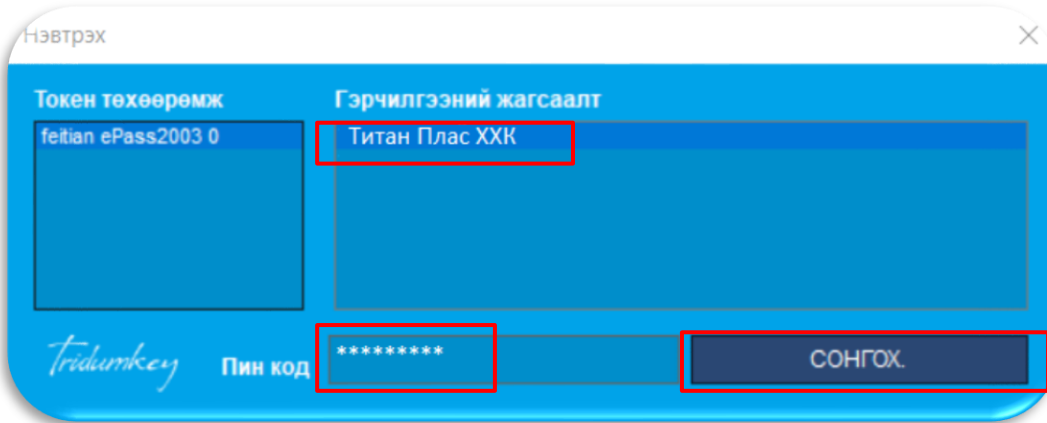 Нэвтрэх
Токен төхөөрөмж
Гэрчилгээний жагсаалт
feitian ePass2003 0
Титан Плас ХХК
Tridumkey
Пин код
*********
СОНГОХ.